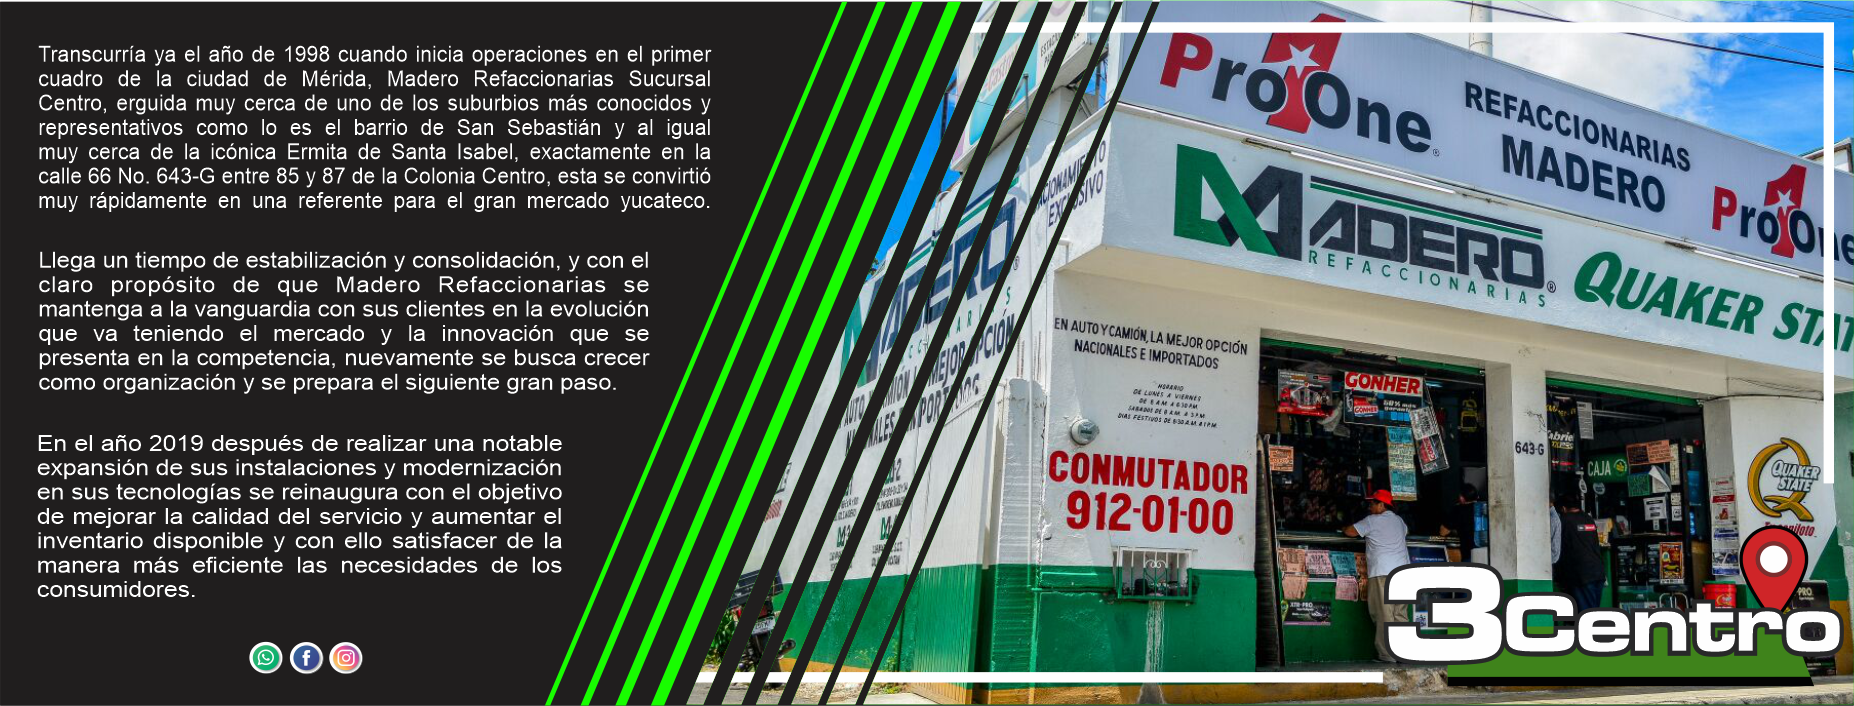 Transcurría ya el año de 1998 cuando inicia operaciones en el primer
cuadro de la ciudad de Mérida, Madero Refaccionarias Sucursal
Centro, erguida muy cerca de uno de los suburbios más conocidos y
representativos como lo es el barrio de San Sebastián y al igual
muy cerca de la icónica Ermita de Santa Isabel, exactamente en la
calle 66 No. 643-G entre 85 y 87 de la Colonia Centro, esta se convirtió
muy rápidamente en una referente para el gran mercado yucateco.
Llega un tiempo de estabilización y consolidación, y con el
claro propósito de que Madero Refaccionarias se
mantenga a la vanguardia con sus clientes en la evolución
que va teniendo el mercado y la innovación que se
presenta en la competencia, nuevamente se busca crecer
como organización y se prepara el siguiente gran paso.
En el año 2019 después de realizar una notable
expansión de sus instalaciones y modernización
en sus tecnologías se reinaugura con el objetivo
de mejorar la calidad del servicio y aumentar el
inventario disponible y con ello satisfacer de la
manera más eficiente las necesidades de los
consumidores.
Pro1One
REFACCIONARIAS
MADERO
Pro1One
MADERO®
REFACCIONARIAS
QUAKER STAT
EXCLUSIVO
MADERO
EN AUTO Y CAMIÓN, LA MEJOR OPCIÓN
NACIONALES E IMPORTADOS
HORARIO
DE LUNES A VIERNES
CONMUTADOR
912-01-00
GONHER
GONHER
643-G
CAJA
QUAKER
STATE
3Centro